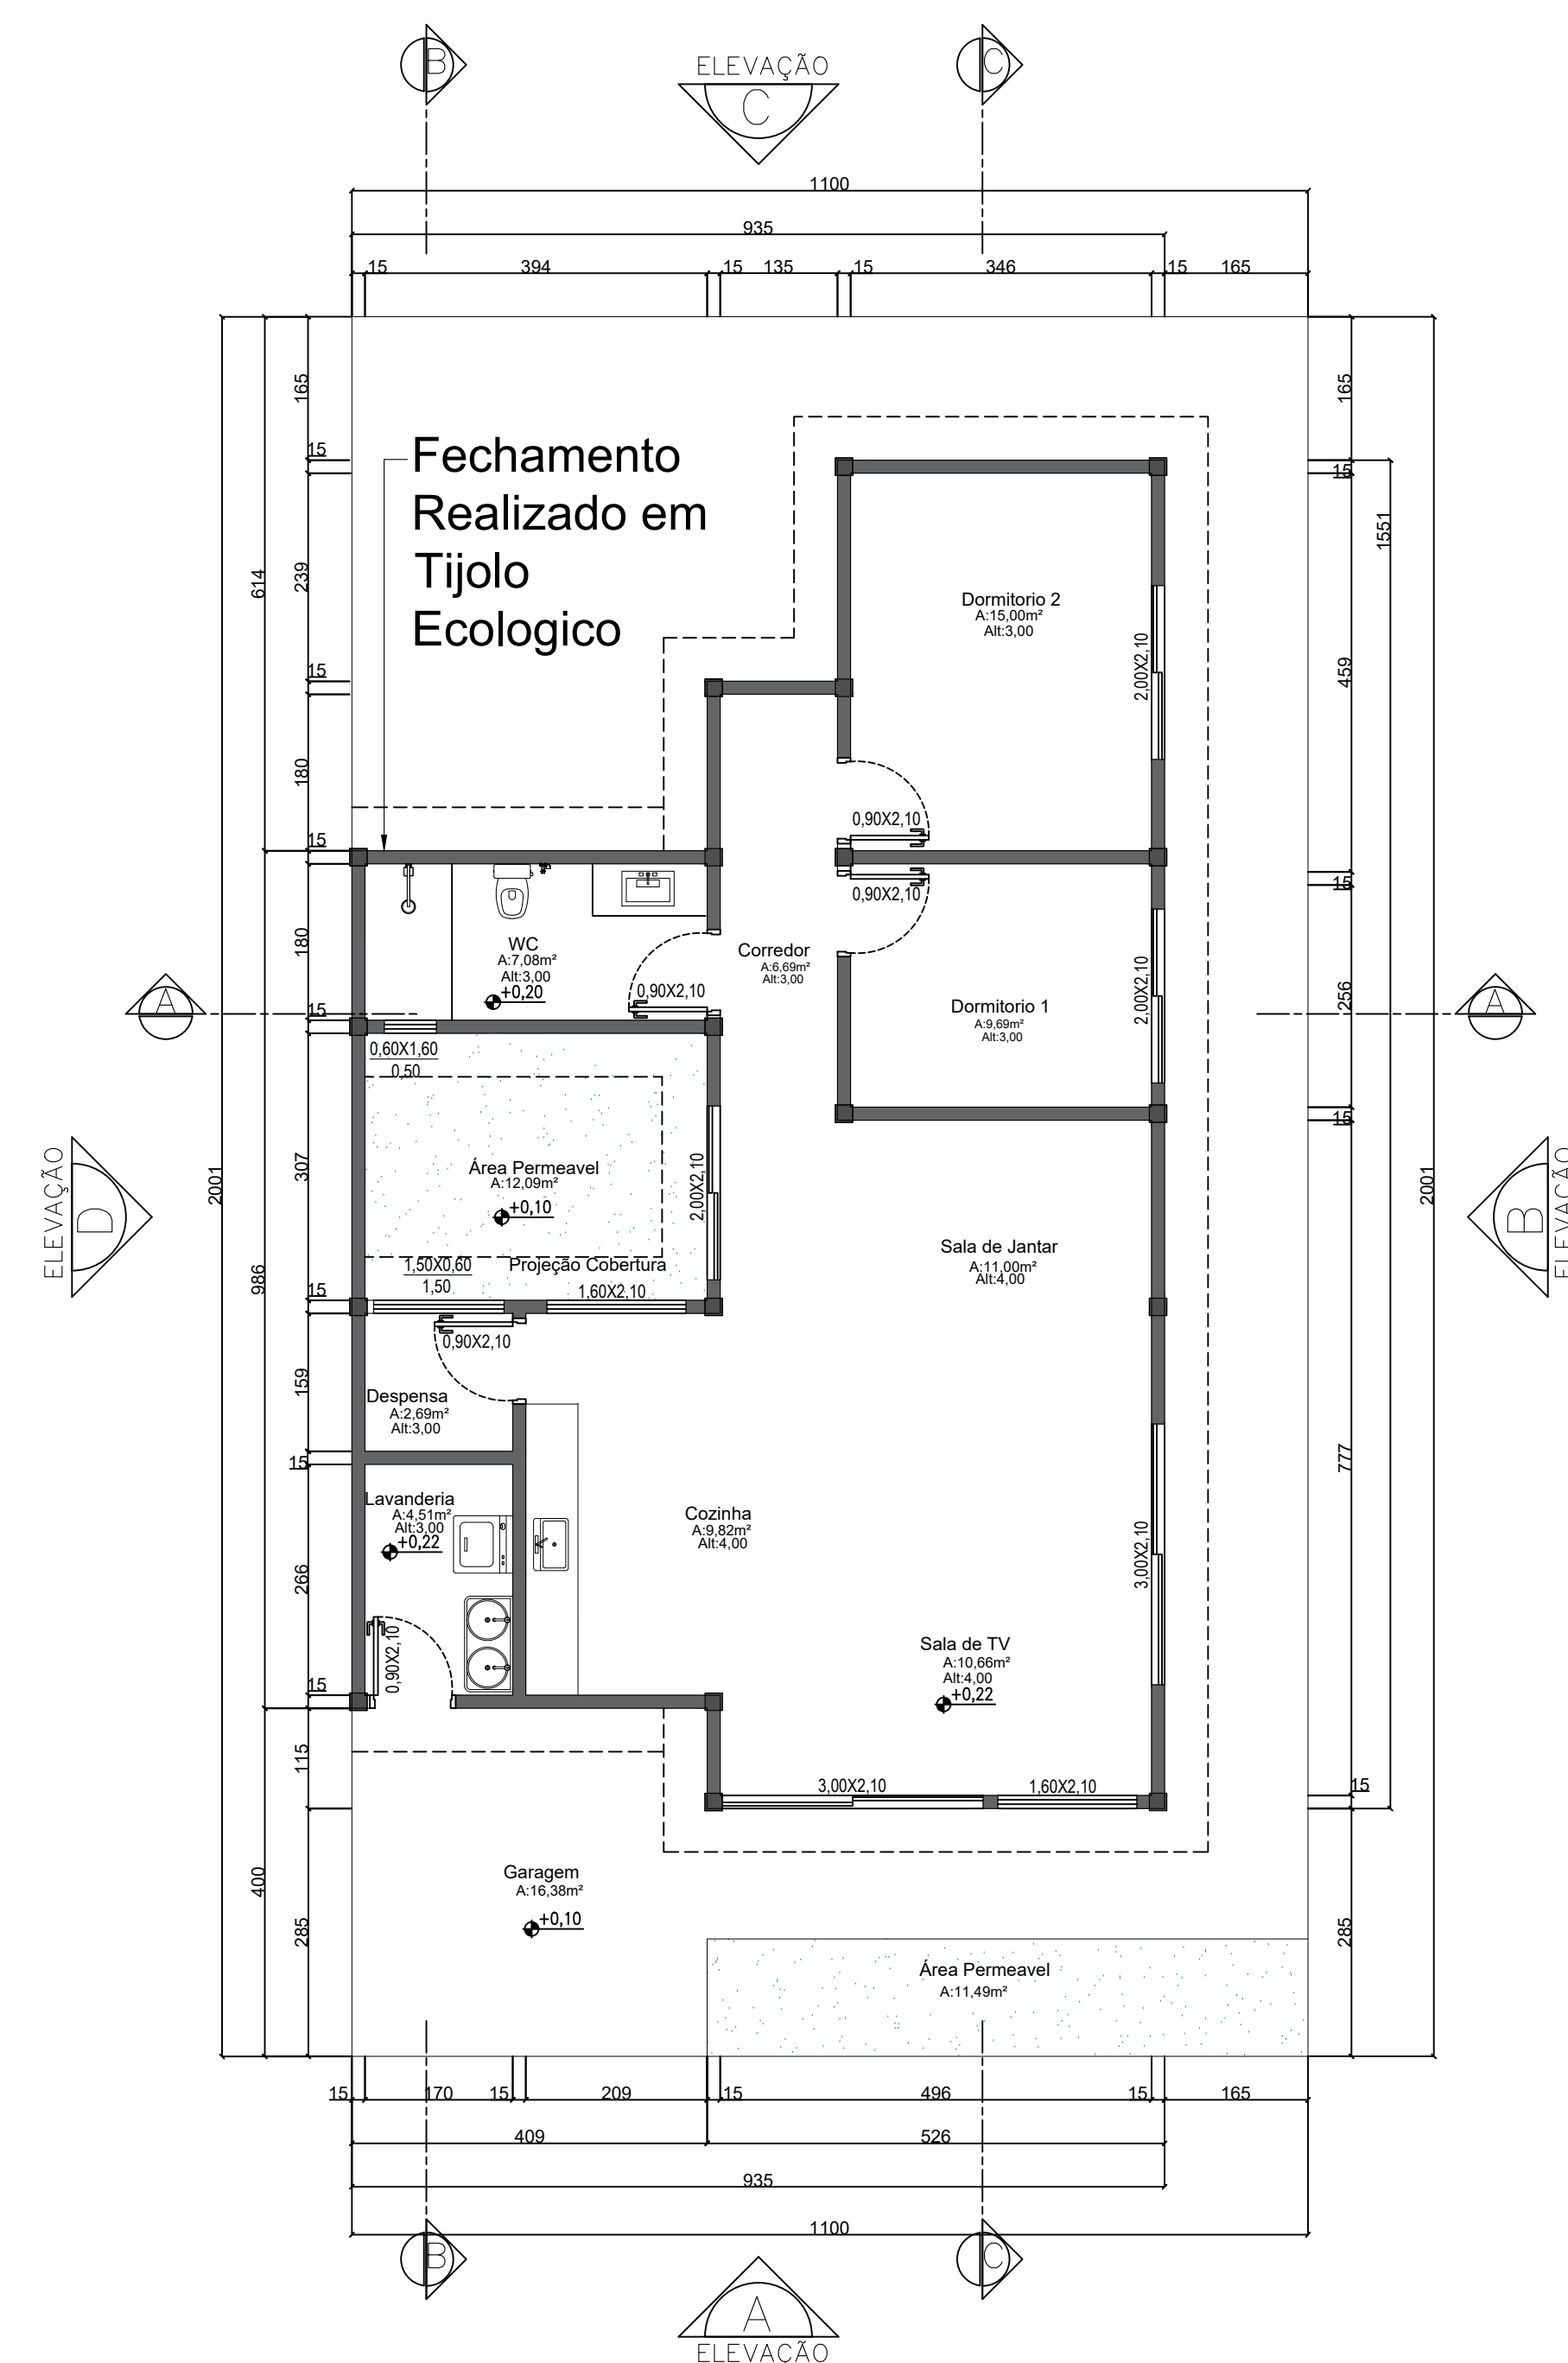 B
C
ELEVAÇÃO
C
1100
935
15
394
15
135
15
346
15
165
165
15
239
15
180
15
180
15
307
15
159
15
266
15
115
285
614
986
400
2001
165
15
459
15
256
15
777
15
285
1551
2001
Fechamento
Realizado em
Tijolo
Ecologico
Dormitorio 2
A:15,00m²
Alt:3,00
2,00X2,10
0,90X2,10
0,90X2,10
WC
A:7,08m²
Alt:3,00
+0,20
0,90X2,10
Corredor
A:6,69m²
Alt:3,00
Dormitorio 1
A:9,69m²
Alt:3,00
2,00X2,10
A
A
0,60X1,60
0,50
Área Permeavel
A:12,09m²
+0,10
2,00X2,10
ELEVAÇÃO
D
B
ELEVAÇÃO
Projeção Cobertura
1,50X0,60
1,50
1,60X2,10
Sala de Jantar
A:11,00m²
Alt:4,00
0,90X2,10
Despensa
A:2,69m²
Alt:3,00
Lavanderia
A:4,51m²
Alt:3,00
+0,22
0,90X2,10
Cozinha
A:9,82m²
Alt:4,00
3,00X2,10
Sala de TV
A:10,66m²
Alt:4,00
+0,22
3,00X2,10
1,60X2,10
Garagem
A:16,38m²
+0,10
Área Permeavel
A:11,49m²
15
170
15
209
15
496
15
165
409
526
935
1100
B
C
A
ELEVAÇÃO